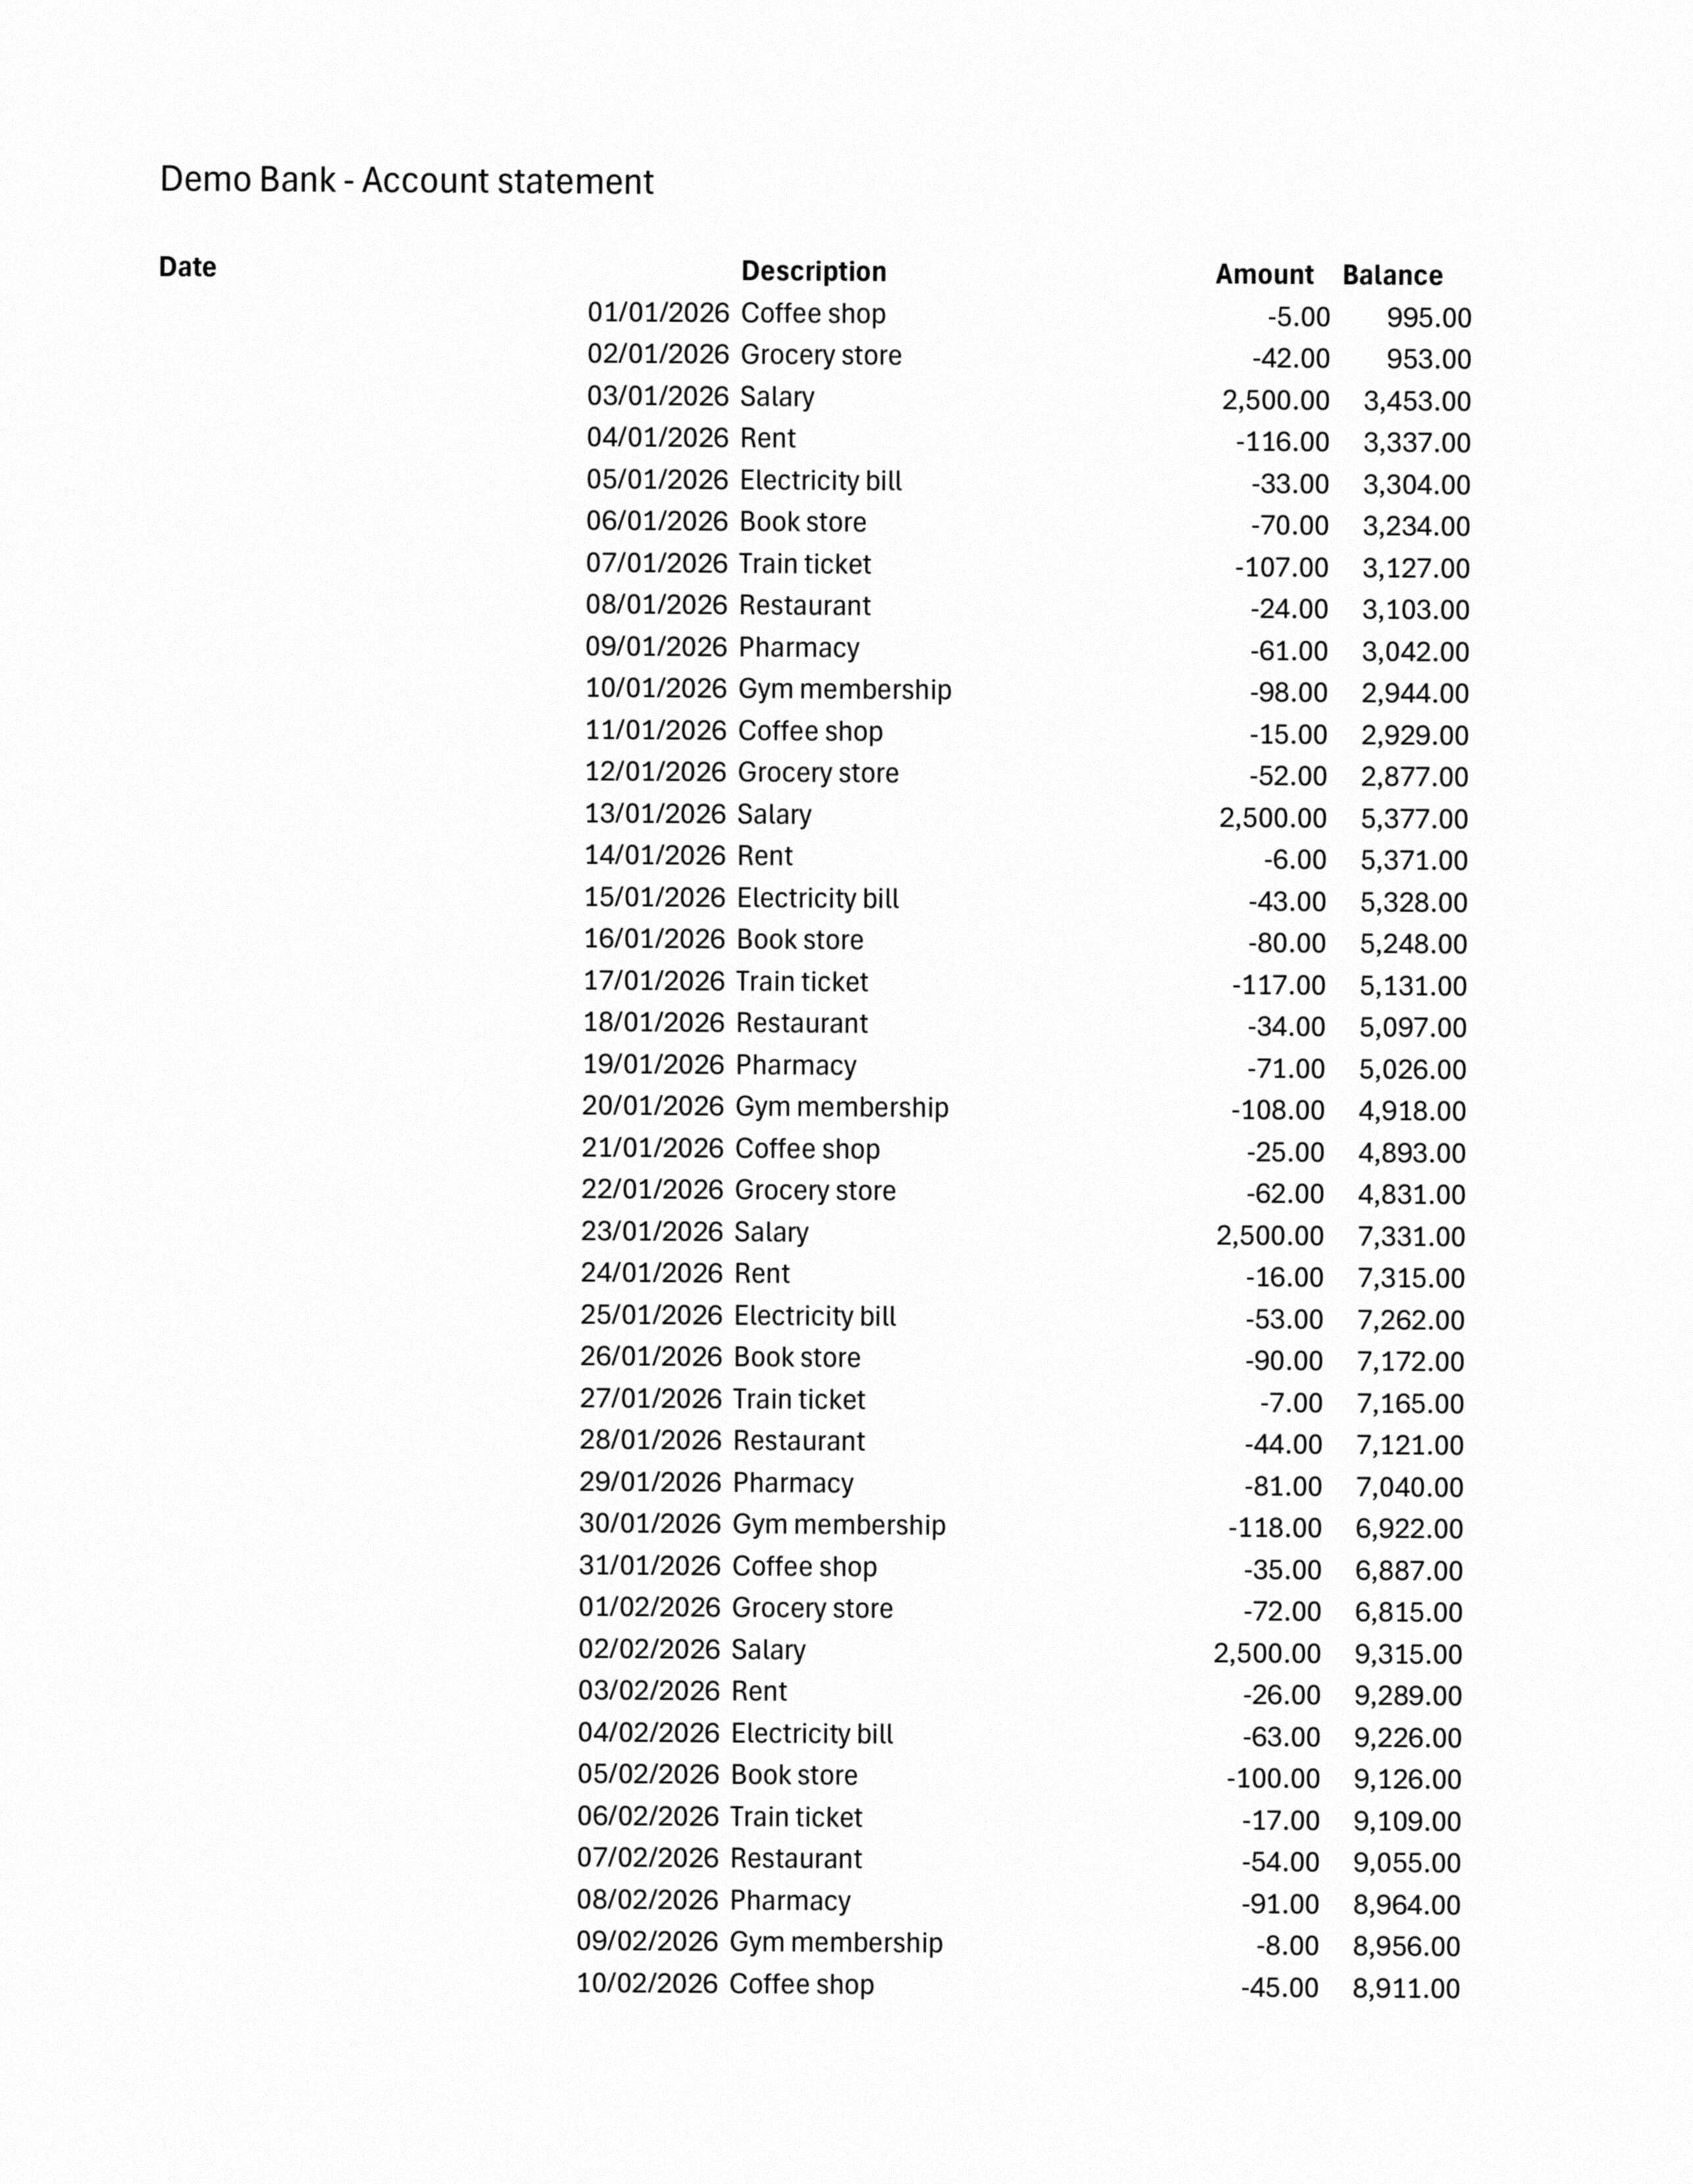 Demo Bank - Account statement
Date Description Amount Balance
01/01/2026 Coffee shop -5.00 995.00
02/01/2026 Grocery store -42.00 953.00
03/01/2026 Salary 2,500.00 3,453.00
04/01/2026 Rent -116.00 3,337.00
05/01/2026 Electricity bill -33.00 3,304.00
06/01/2026 Book store -70.00 3,234.00
07/01/2026 Train ticket -107.00 3,127.00
08/01/2026 Restaurant -24.00 3,103.00
09/01/2026 Pharmacy -61.00 3,042.00
10/01/2026 Gym membership -98.00 2,944.00
11/01/2026 Coffee shop -15.00 2,929.00
12/01/2026 Grocery store -52.00 2,877.00
13/01/2026 Salary 2,500.00 5,377.00
14/01/2026 Rent -6.00 5,371.00
15/01/2026 Electricity bill -43.00 5,328.00
16/01/2026 Book store -80.00 5,248.00
17/01/2026 Train ticket -117.00 5,131.00
18/01/2026 Restaurant -34.00 5,097.00
19/01/2026 Pharmacy -71.00 5,026.00
20/01/2026 Gym membership -108.00 4,918.00
21/01/2026 Coffee shop -25.00 4,893.00
22/01/2026 Grocery store -62.00 4,831.00
23/01/2026 Salary 2,500.00 7,331.00
24/01/2026 Rent -16.00 7,315.00
25/01/2026 Electricity bill -53.00 7,262.00
26/01/2026 Book store -90.00 7,172.00
27/01/2026 Train ticket -7.00 7,165.00
28/01/2026 Restaurant -44.00 7,121.00
29/01/2026 Pharmacy -81.00 7,040.00
30/01/2026 Gym membership -118.00 6,922.00
31/01/2026 Coffee shop -35.00 6,887.00
01/02/2026 Grocery store -72.00 6,815.00
02/02/2026 Salary 2,500.00 9,315.00
03/02/2026 Rent -26.00 9,289.00
04/02/2026 Electricity bill -63.00 9,226.00
05/02/2026 Book store -100.00 9,126.00
06/02/2026 Train ticket -17.00 9,109.00
07/02/2026 Restaurant -54.00 9,055.00
08/02/2026 Pharmacy -91.00 8,964.00
09/02/2026 Gym membership -8.00 8,956.00
10/02/2026 Coffee shop -45.00 8,911.00